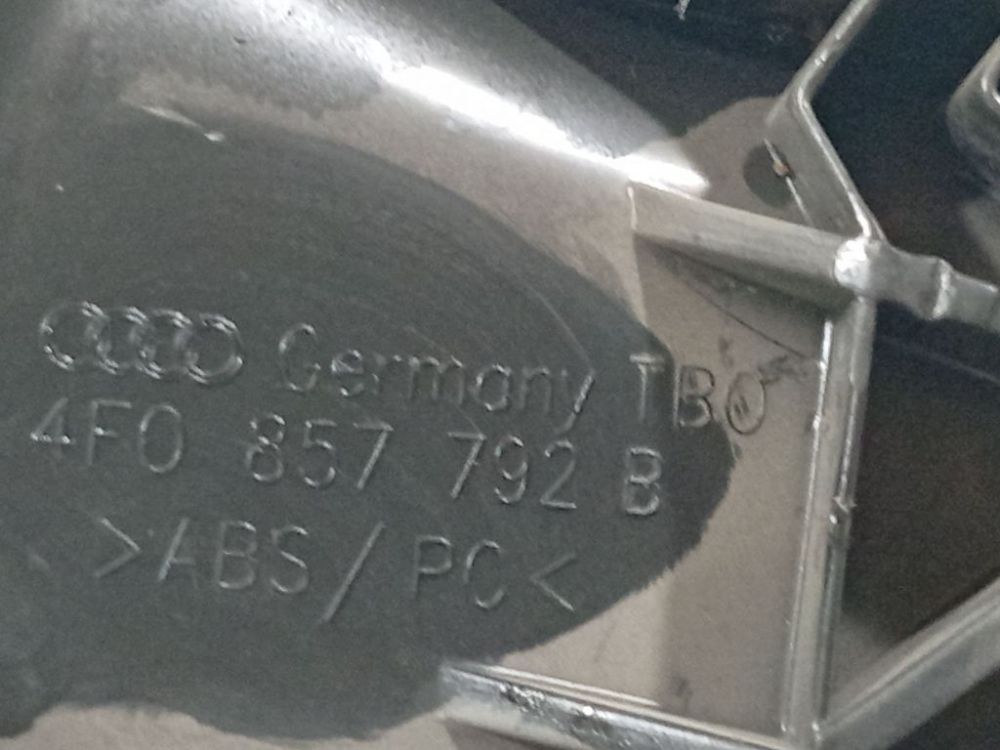 Germany TBO
4F0 857 792 B
>ABS/PC<